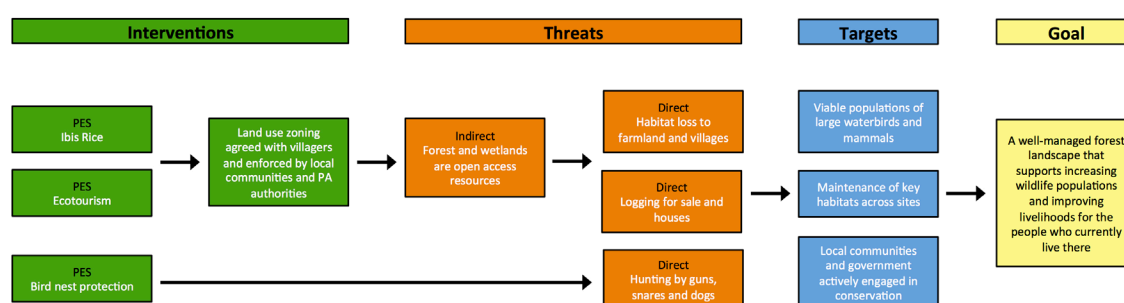 Interventions
Threats
Targets
Goal
PES
Ibis Rice
PES
Ecotourism
PES
Bird nest protection
Land use zoning
agreed with villagers
and enforced by local
communities and PA
authorities
Indirect
Forest and wetlands
are open access
resources
Direct
Habitat loss to
farmland and villages
Direct
Logging for sale and
houses
Direct
Hunting by guns,
snares and dogs
Viable populations of
large waterbirds and
mammals
Maintenance of key
habitats across sites
Local communities
and government
actively engaged in
conservation
A well-managed forest
landscape that
supports increasing
wildlife populations
and improving
livelihoods for the
people who currently
live there